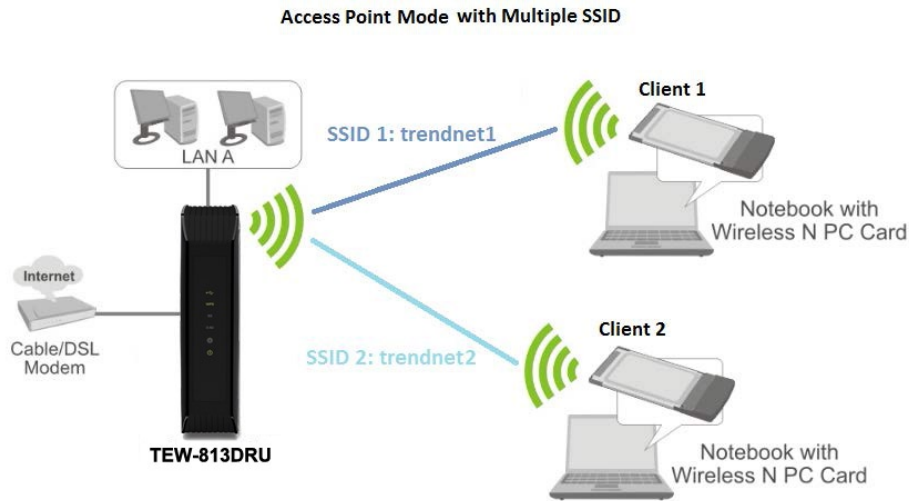 Access Point Mode with Multiple SSID
LAN A
SSID 1: trendnet1
Client 1
Notebook with
Wireless N PC Card
Internet
Cable/DSL
Modem
SSID 2: trendnet2
Client 2
TEW-813DRU
Notebook with
Wireless N PC Card